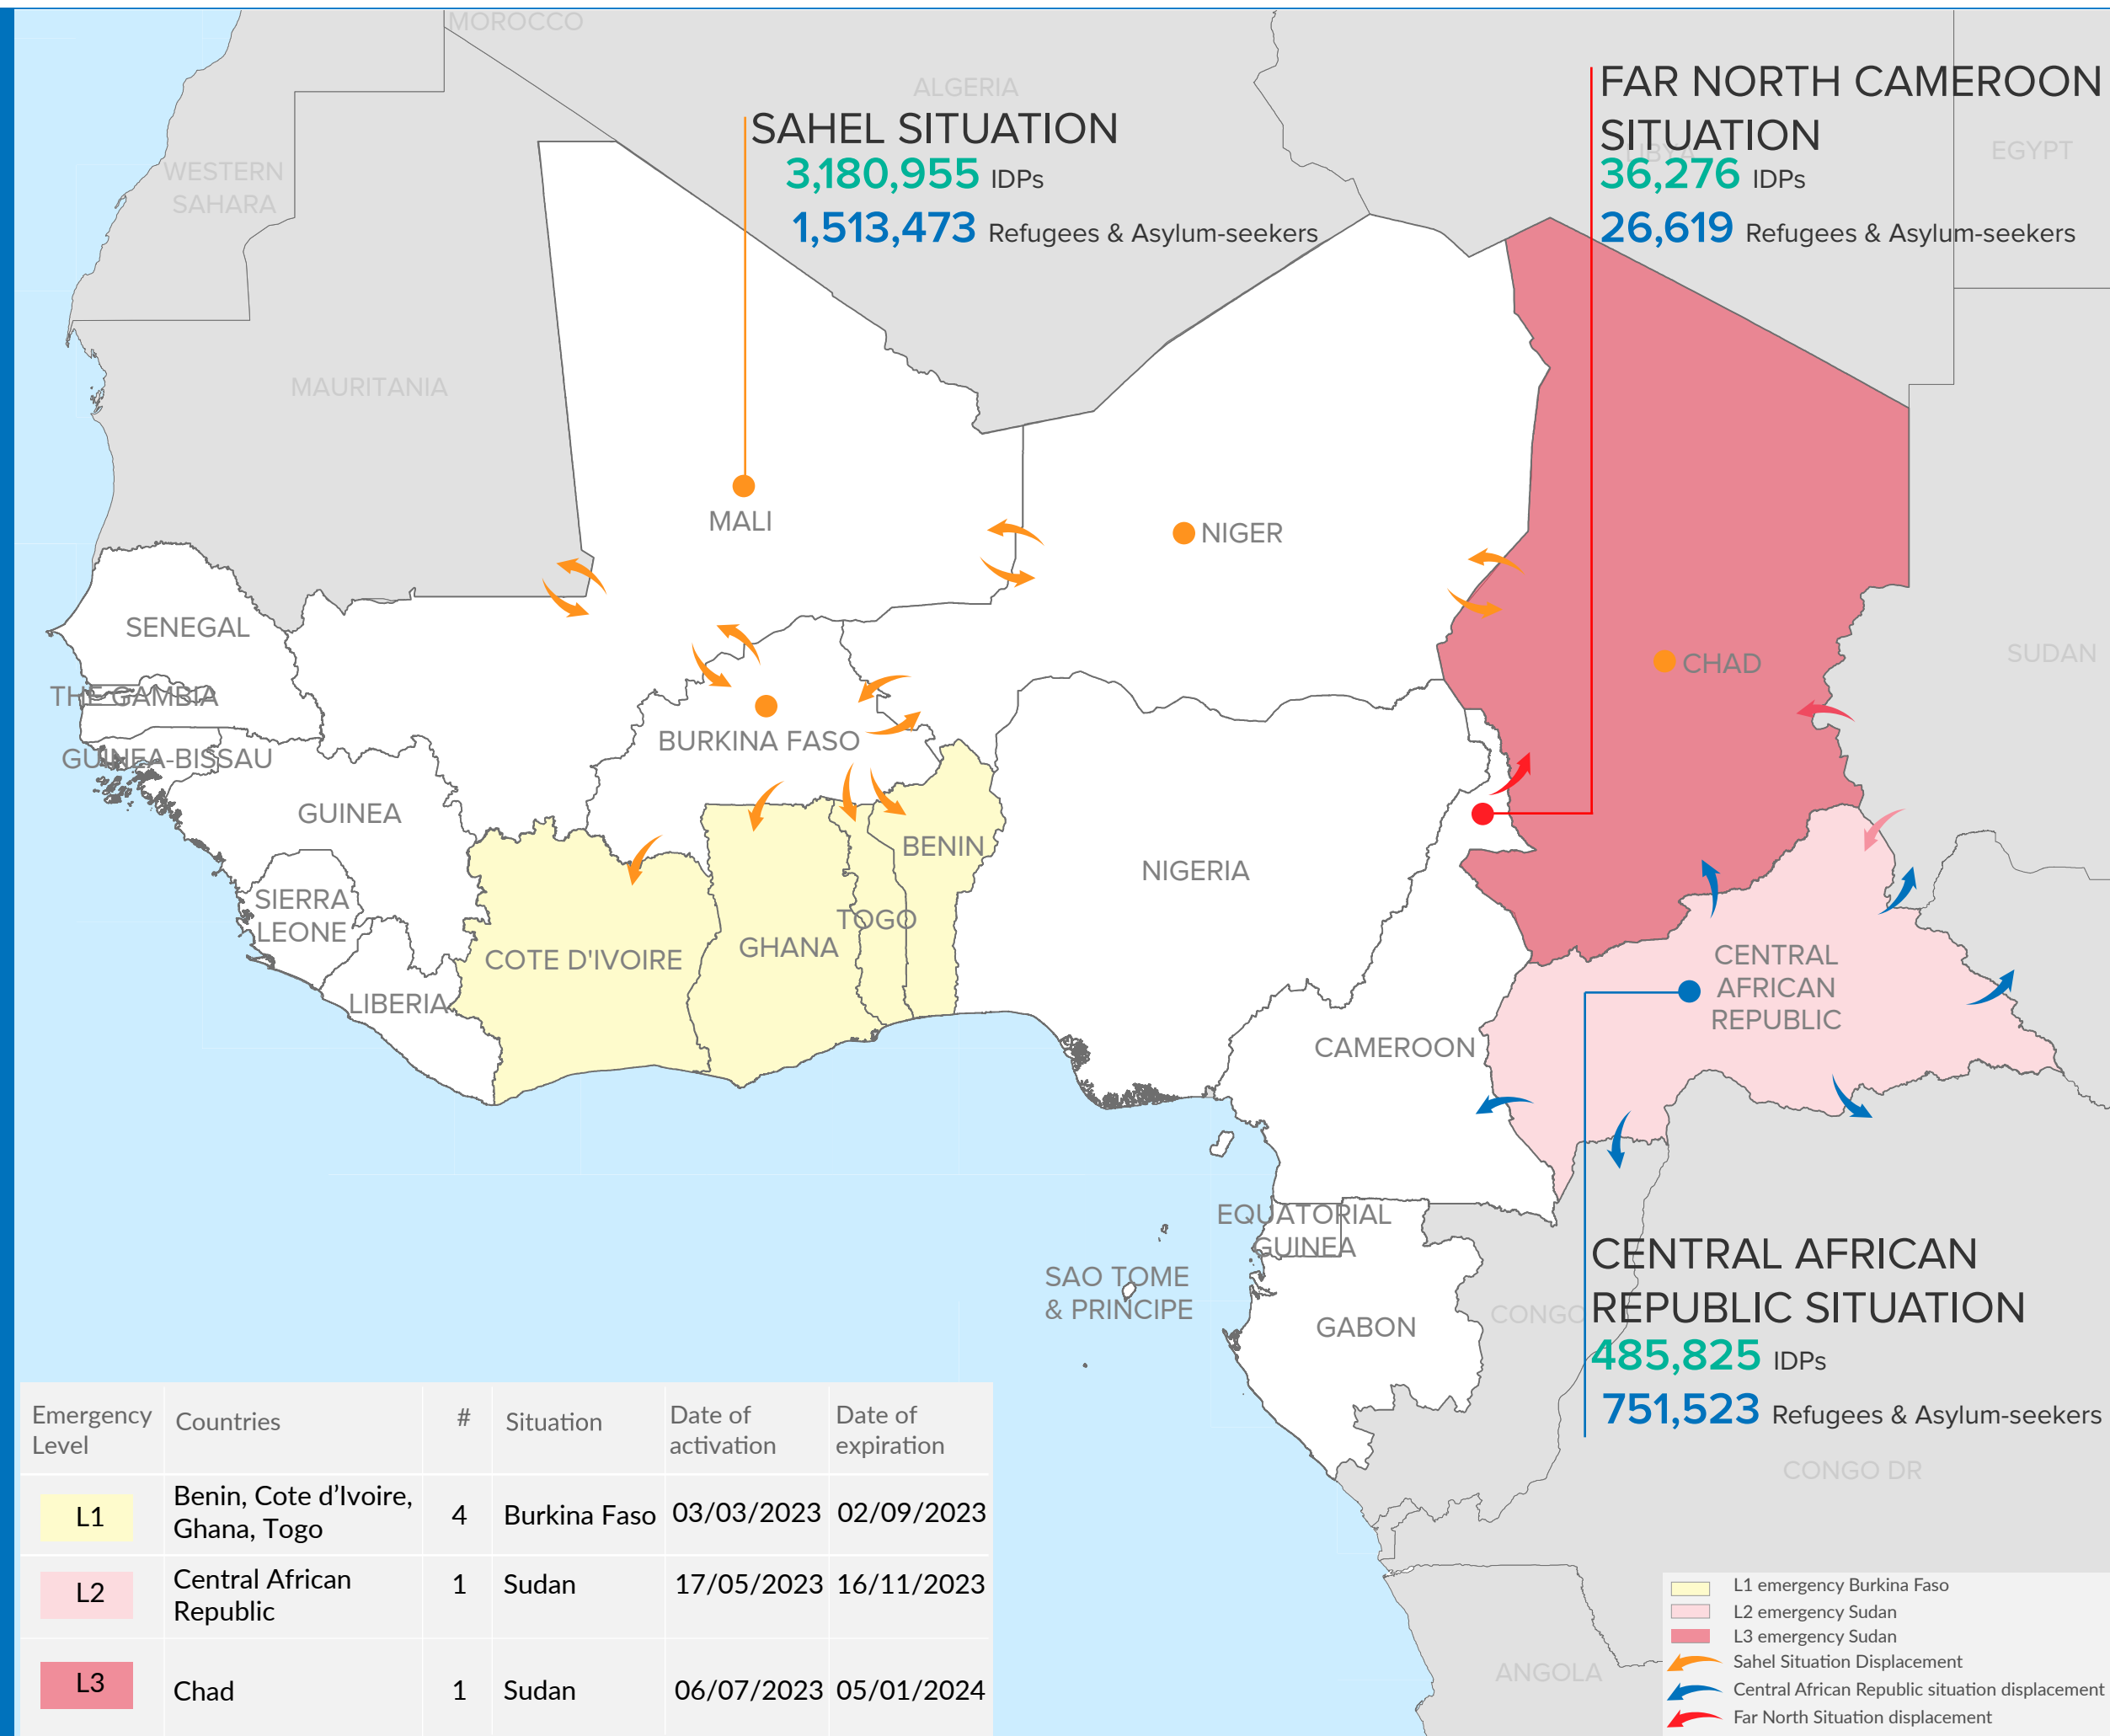 MOROCCO
ALGERIA
LIBYA
EGYPT
WESTERN
SAHARA
MAURITANIA
SAHEL SITUATION
3,180,955 IDPs
1,513,473 Refugees & Asylum-seekers
FAR NORTH CAMEROON
SITUATION
36,276 IDPs
26,619 Refugees & Asylum-seekers
MALI
NIGER
CHAD
SUDAN
SENEGAL
THE GAMBIA
GUINEA-BISSAU
GUINEA
SIERRA
LEONE
LIBERIA
BURKINA FASO
COTE D'IVOIRE
GHANA
TOGO
BENIN
NIGERIA
CAMEROON
CENTRAL
AFRICAN
REPUBLIC
EQUATORIAL
GUINEA
SAO TOME
& PRINCIPE
GABON
CONGO
CENTRAL AFRICAN
REPUBLIC SITUATION
485,825 IDPs
751,523 Refugees & Asylum-seekers
CONGO DR
ANGOLA
Emergency
Level
Countries
#
Situation
Date of
activation
Date of
expiration
L1
Benin, Cote d’Ivoire,
Ghana, Togo
4
Burkina Faso
03/03/2023
02/09/2023
L2
Central African
Republic
1
Sudan
17/05/2023
16/11/2023
L3
Chad
1
Sudan
06/07/2023
05/01/2024
L1 emergency Burkina Faso
L2 emergency Sudan
L3 emergency Sudan
Sahel Situation Displacement
Central African Republic situation displacement
Far North Situation displacement